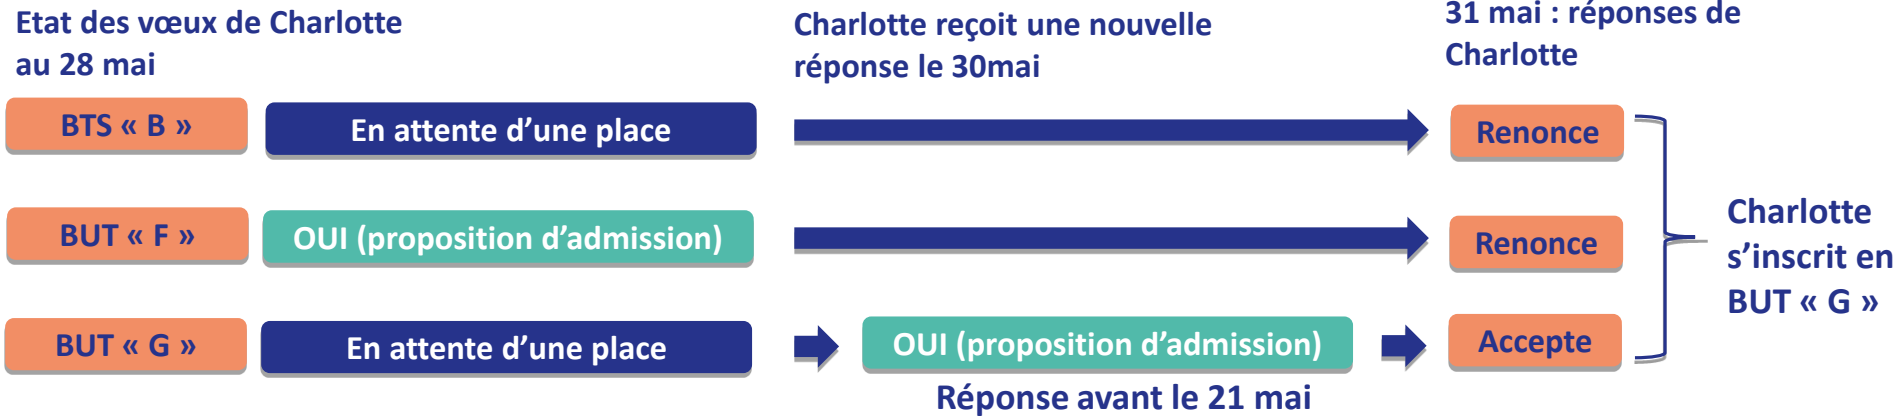 Etat des vœux de Charlotte
au 28 mai
Charlotte reçoit une nouvelle
réponse le 30mai
31 mai : réponses de
Charlotte
BTS « B »
En attente d’une place
Renonce
BUT « F »
OUI (proposition d’admission)
Renonce
BUT « G »
En attente d’une place
OUI (proposition d’admission)
Accepte
Réponse avant le 21 mai
Charlotte
s’inscrit en
BUT « G »